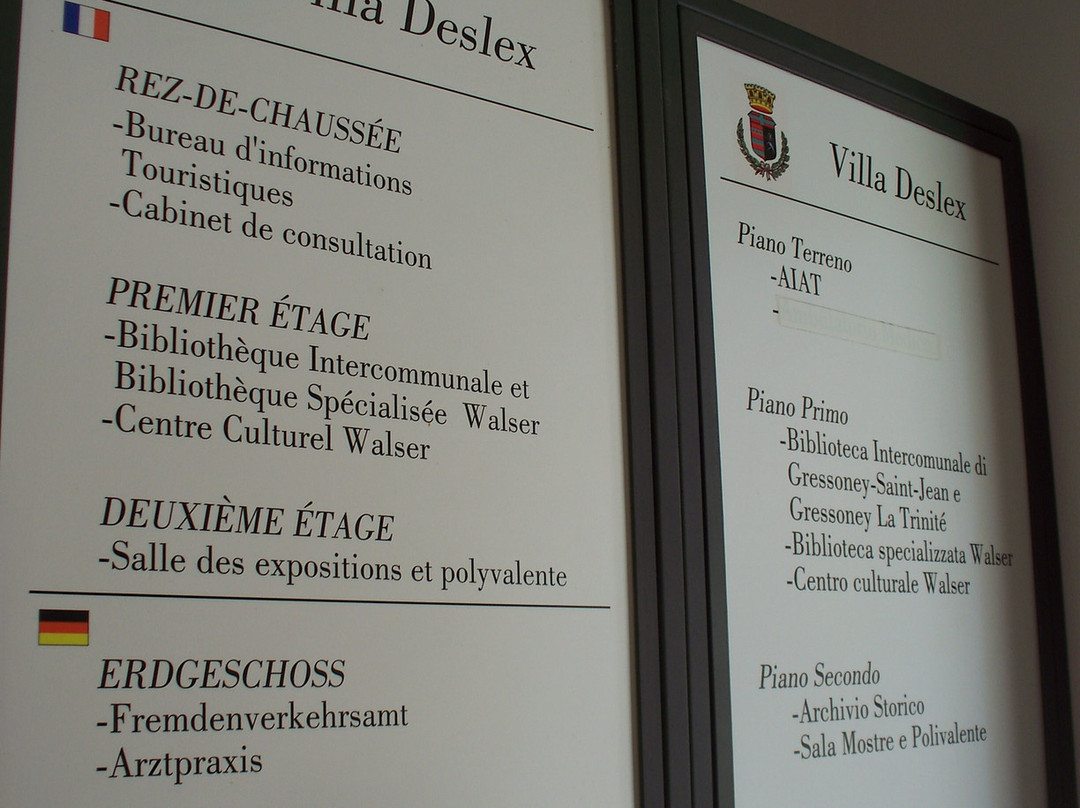 Villa Deslex
REZ-DE-CHAUSSÉE
-Bureau d'informations
Touristiques
-Cabinet de consultation
PREMIER ÉTAGE
-Bibliothèque Intercommunale et
Bibliothèque Spécialisée Walser
-Centre Culturel Walser
DEUXIÈME ÉTAGE
-Salle des expositions et polyvalente
ERDGESCHOSS
-Fremdenverkehrsamt
-Arztpraxis
Villa Deslex
Piano Terreno
-AIAT
-
Piano Primo
-Biblioteca Intercomunale di
Gressoney-Saint-Jean e
Gressoney La Trinité
-Biblioteca specializzata Walser
-Centro culturale Walser
Piano Secondo
-Archivio Storico
-Sala Mostre e Polivalente